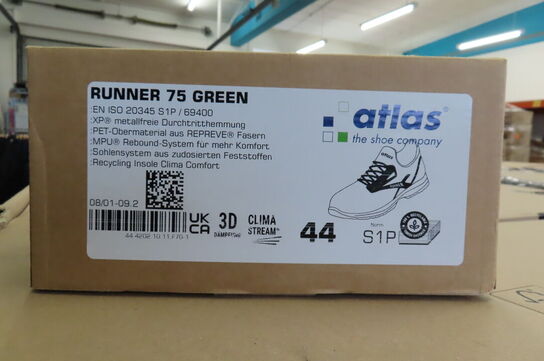 RUNNER 75 GREEN
EN ISO 20345 S1P / 69400
XP® metallfreie Durchtritthemmung
PET-Obermaterial aus REPREVE® Fasern
MPU® Rebound-System für mehr Komfort
Sohlensystem aus zudosierten Feststoffen
Recycling Insole Clima Comfort
atlas®
the shoe company
08/01-09.2
UK
CA
3D
DÄMPFUNG
CLIMA
STREAM™
44
Norm
S1P